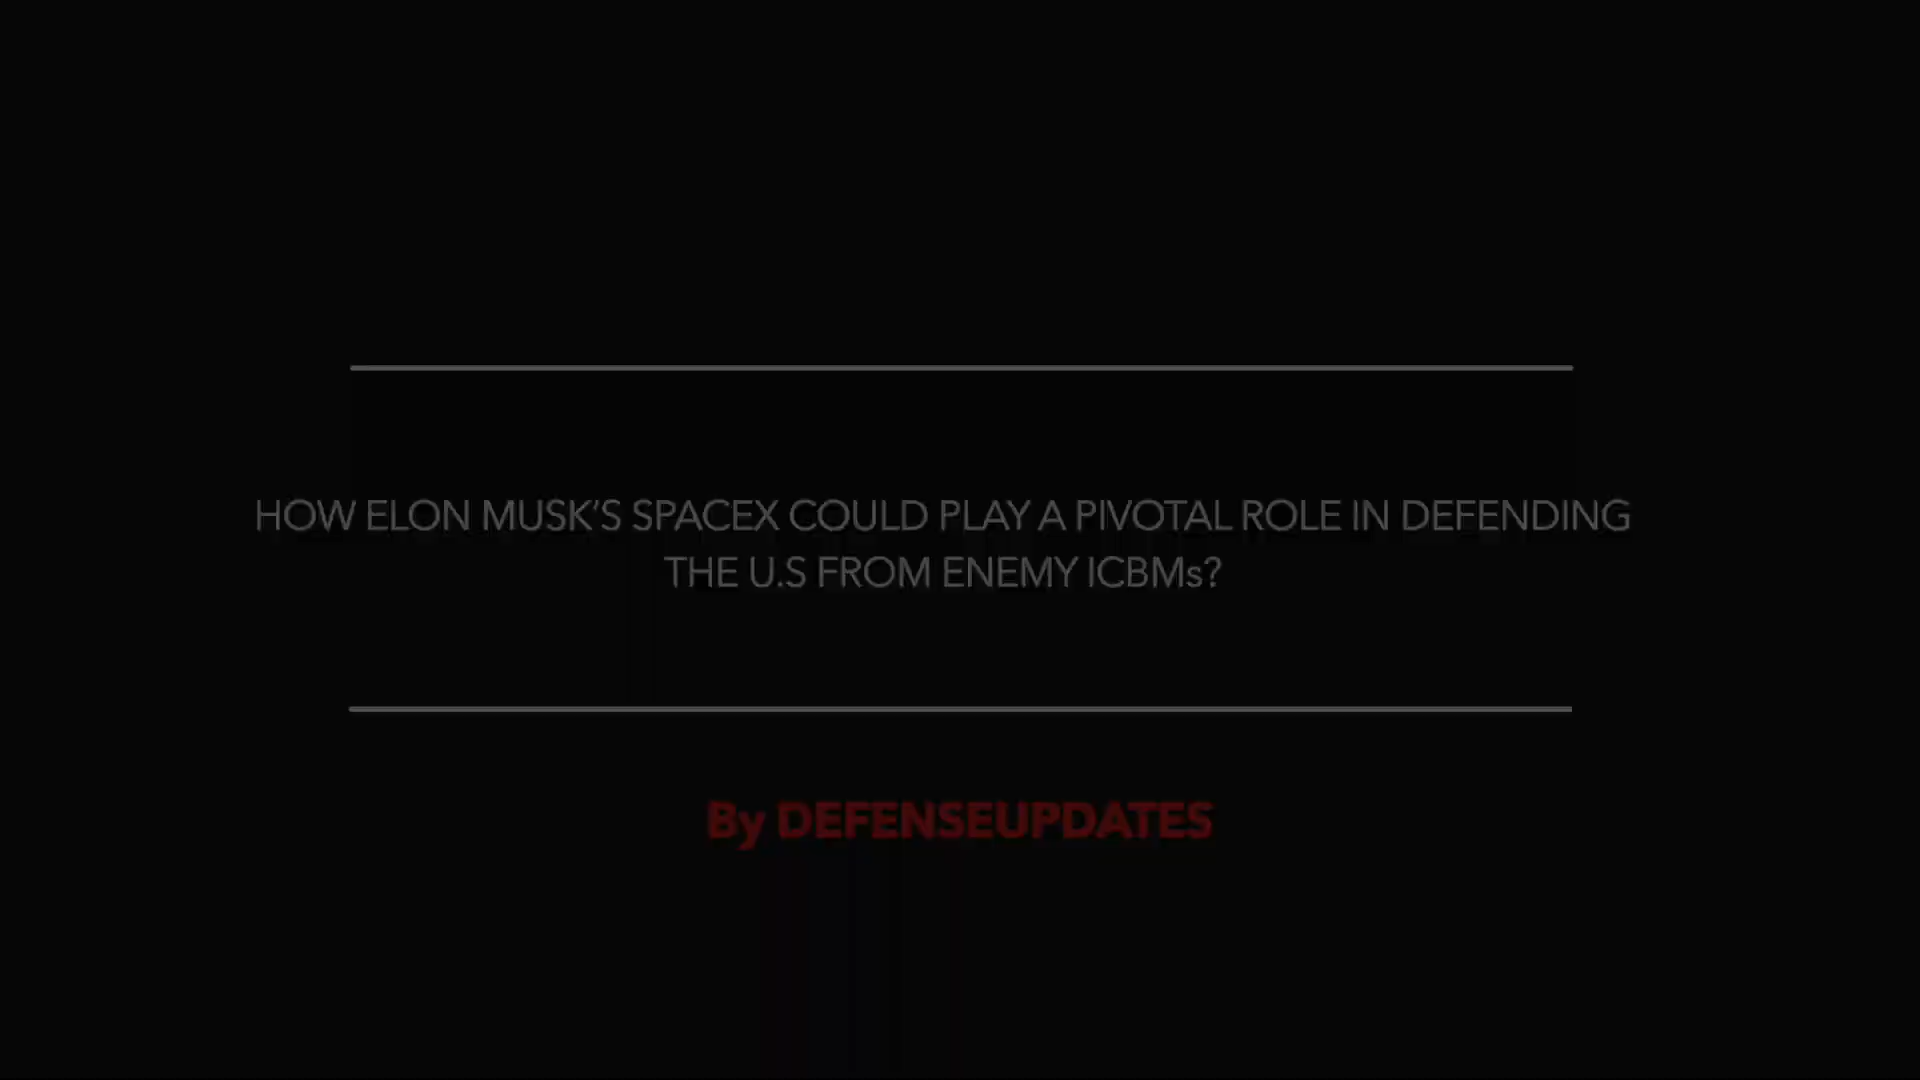 HOW ELON MUSK’S SPACEX COULD PLAY A PIVOTAL ROLE IN DEFENDING
THE U.S FROM ENEMY ICBMs?
By DEFENSEUPDATES